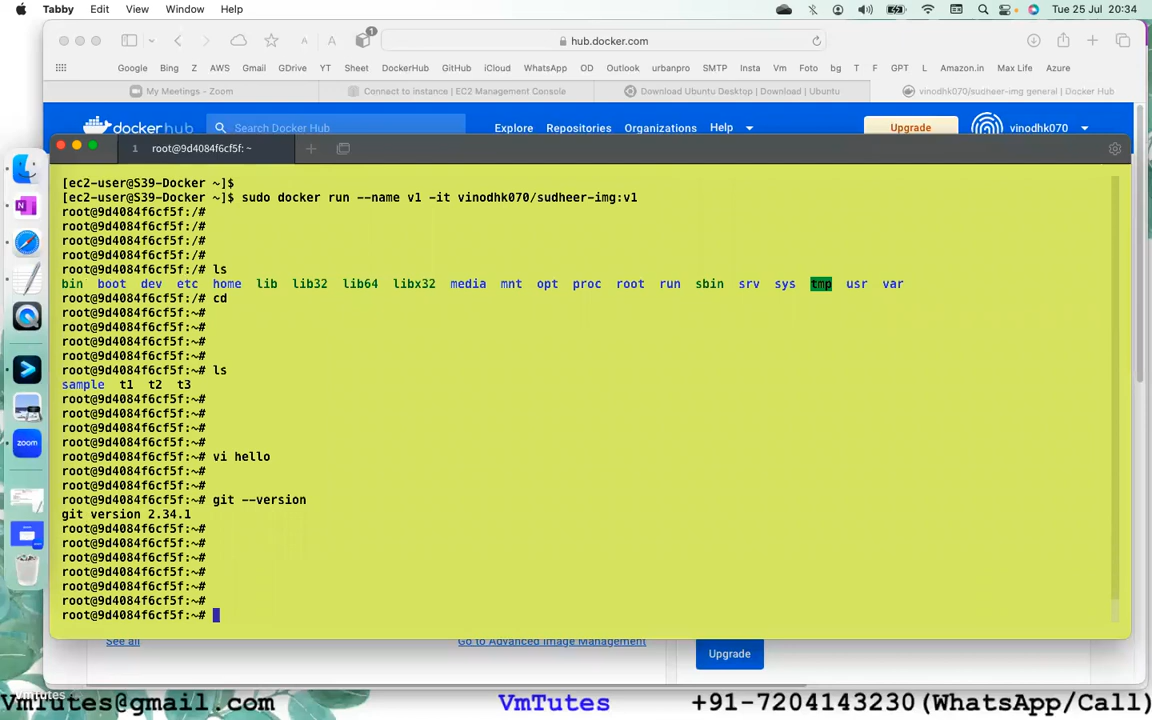 Tabby Edit View Window Help Tue 25 Jul 20:34
A A 1 hub.docker.com
Google Bing Z AWS Gmail GDrive YT Sheet DockerHub GitHub iCloud WhatsApp OD Outlook urbanpro SMTP Insta Vm Foto bg T F GPT L Amazon.in Max Life Azure
My Meetings - Zoom Connect to instance | EC2 Management Console Download Ubuntu Desktop | Download | Ubuntu vinodhk070/sudheer-img general | Docker Hub
dockerhub Search Docker Hub Explore Repositories Organizations Help Upgrade vinodhk070
1 root@9d4084f6cf5f: ~
[ec2-user@S39-Docker ~]$
[ec2-user@S39-Docker ~]$ sudo docker run --name v1 -it vinodhk070/sudheer-img:v1
root@9d4084f6cf5f:/#
root@9d4084f6cf5f:/#
root@9d4084f6cf5f:/#
root@9d4084f6cf5f:/#
root@9d4084f6cf5f:/# ls
bin boot dev etc home lib lib32 lib64 libx32 media mnt opt proc root run sbin srv sys tmp usr var
root@9d4084f6cf5f:/# cd
root@9d4084f6cf5f:~#
root@9d4084f6cf5f:~#
root@9d4084f6cf5f:~#
root@9d4084f6cf5f:~#
root@9d4084f6cf5f:~# ls
sample t1 t2 t3
root@9d4084f6cf5f:~#
root@9d4084f6cf5f:~#
root@9d4084f6cf5f:~#
root@9d4084f6cf5f:~#
root@9d4084f6cf5f:~# vi hello
root@9d4084f6cf5f:~#
root@9d4084f6cf5f:~#
root@9d4084f6cf5f:~# git --version
git version 2.34.1
root@9d4084f6cf5f:~#
root@9d4084f6cf5f:~#
root@9d4084f6cf5f:~#
root@9d4084f6cf5f:~#
root@9d4084f6cf5f:~#
root@9d4084f6cf5f:~#
root@9d4084f6cf5f:~#
zoom
See all Go to Advanced Image Management
Upgrade
VmTutes
VmTutes@gmail.com VmTutes +91-7204143230(WhatsApp/Call)